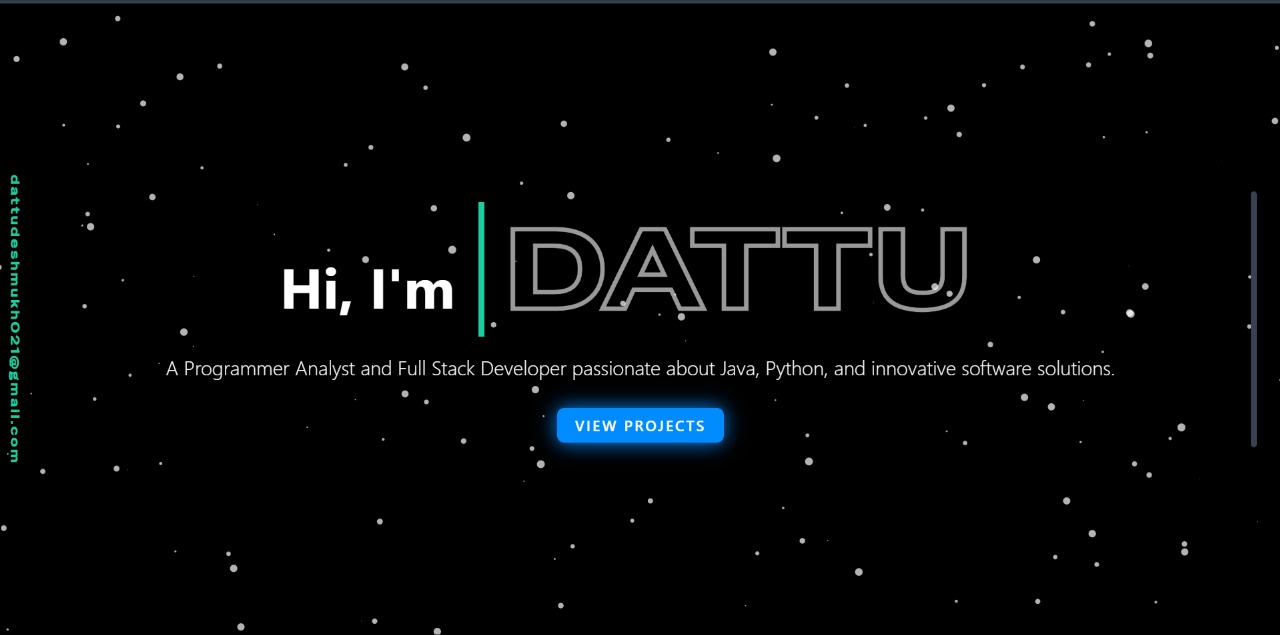 dattudeshmukh021@gmail.com
Hi, I'm DATTU
A Programmer Analyst and Full Stack Developer passionate about Java, Python, and innovative software solutions.
VIEW PROJECTS